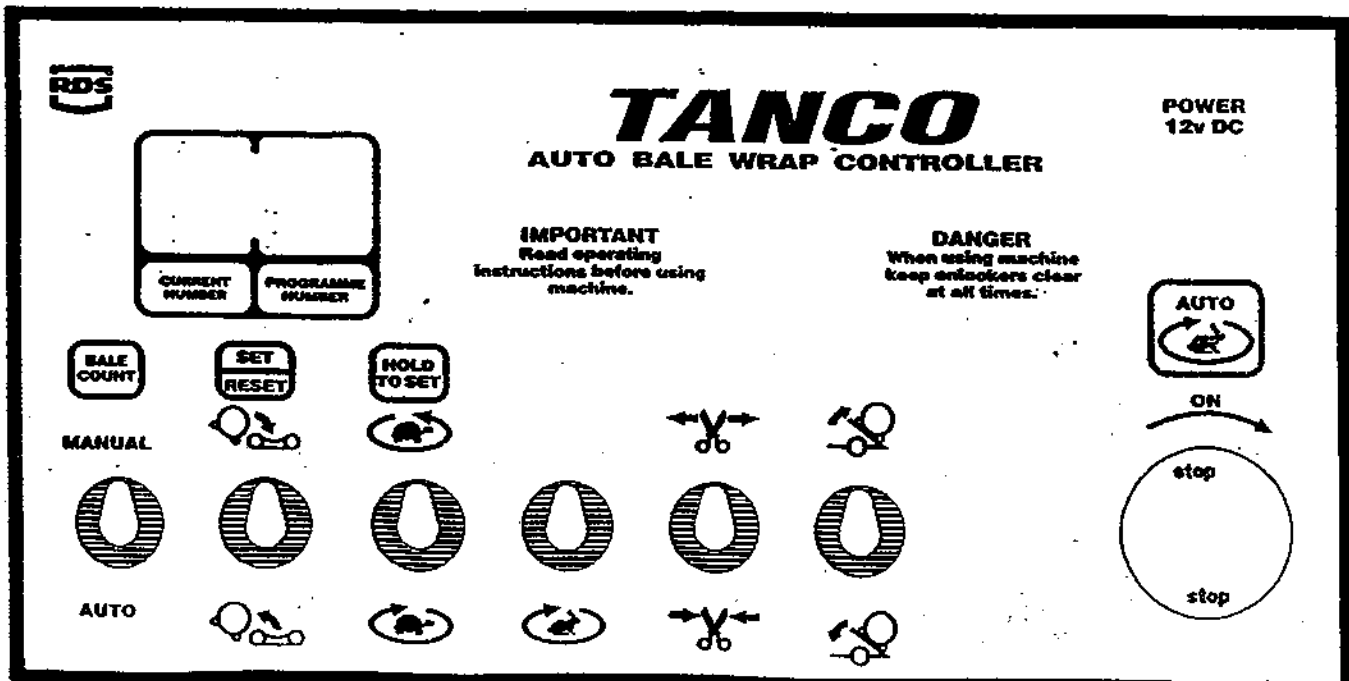 RDS
TANCO
AUTO BALE WRAP CONTROLLER
POWER
12v DC
CURRENT
NUMBER
PROGRAMME
NUMBER
IMPORTANT
Read operating
instructions before using
machine.
DANGER
When using machine
keep onlookers clear
at all times.
AUTO
BALE
COUNT
SET
RESET
HOLD
TO SET
ON
MANUAL
stop
stop
AUTO